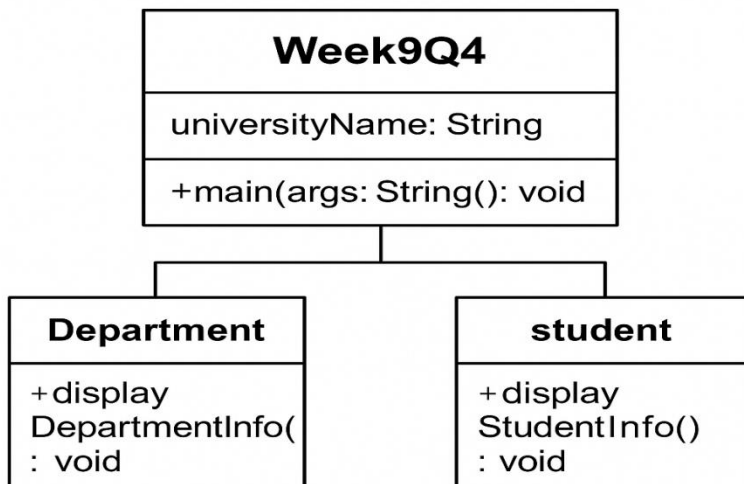 Week9Q4
universityName: String
+main(args: String(): void
Department
+display
DepartmentInfo(
: void
student
+display
StudentInfo()
: void